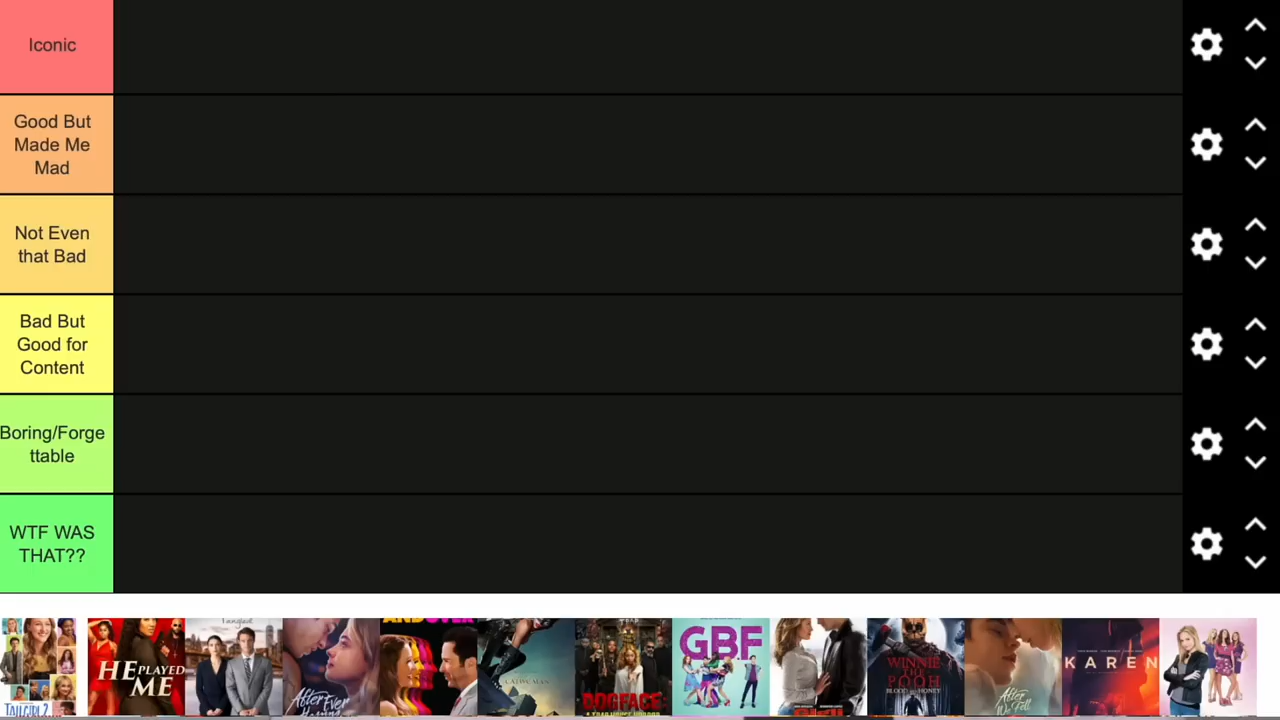 Iconic
Good But
Made Me
Mad
Not Even
that Bad
Bad But
Good for
Content
Boring/Forge
ttable
WTF WAS
THAT??
HE PLAYED
ME
After Ever
DOGFACE
GBF
WINNIE
THE
POOH
BLOOD AND HONEY
After
We Fell
KAREN